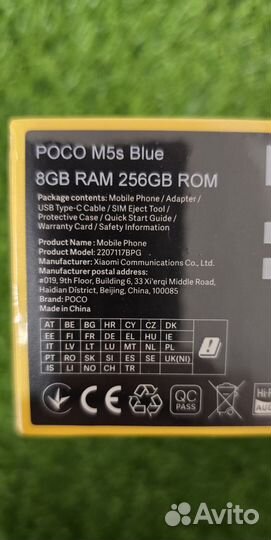 POCO M5s Blue
8GB RAM 256GB ROM
Package contents: Mobile Phone / Adapter /
USB Type-C Cable / SIM Eject Tool /
Protective Case / Quick Start Guide /
Warranty Card / Safety Information
Product Name : Mobile Phone
Product Model : 2207117BPG
Manufacturer: Xiaomi Communications Co., Ltd.
Manufacturer address:
#019, 9th Floor, Building 6, 33 Xi'erqi Middle Road,
Haidian District, Beijing, China, 100085
Brand: POCO
Made in China
AT BE BG HR CY CZ DK
EE FI FR DE EL HU IE
IT LV LT LU MT NL PL
PT RO SK SI ES SE UK(NI)
IS LI NO CH TR
QC
PASS
Hi-R
AUD
Avito